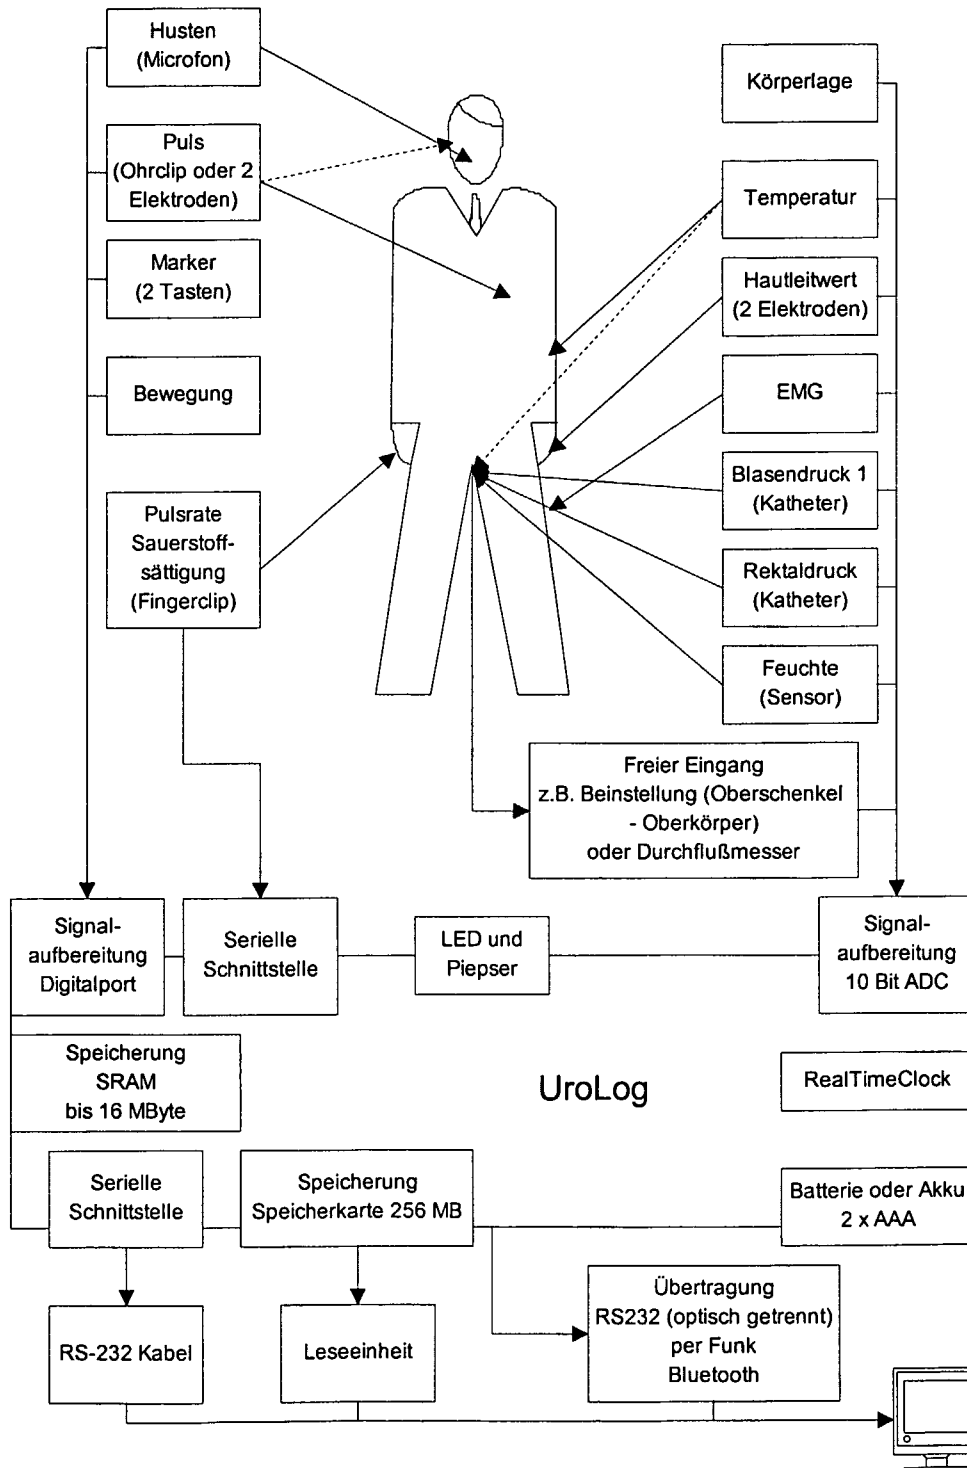 Husten
(Microfon)
Körperlage
Puls
(Ohrclip oder 2
Elektroden)
Temperatur
Marker
(2 Tasten)
Hautleitwert
(2 Elektroden)
Bewegung
EMG
Blasendruck 1
(Katheter)
Pulsrate
Sauerstoff-
sättigung
(Fingerclip)
Rektaldruck
(Katheter)
Feuchte
(Sensor)
Freier Eingang
z.B. Beinstellung (Oberschenkel
- Oberkörper)
oder Durchflußmesser
Signal-
aufbereitung
Digitalport
Serielle
Schnittstelle
LED und
Piepser
Signal-
aufbereitung
10 Bit ADC
Speicherung
SRAM
bis 16 MByte
UroLog
RealTimeClock
Serielle
Schnittstelle
Speicherung
Speicherkarte 256 MB
Batterie oder Akku
2 x AAA
RS-232 Kabel
Leseeinheit
Übertragung
RS232 (optisch getrennt)
per Funk
Bluetooth